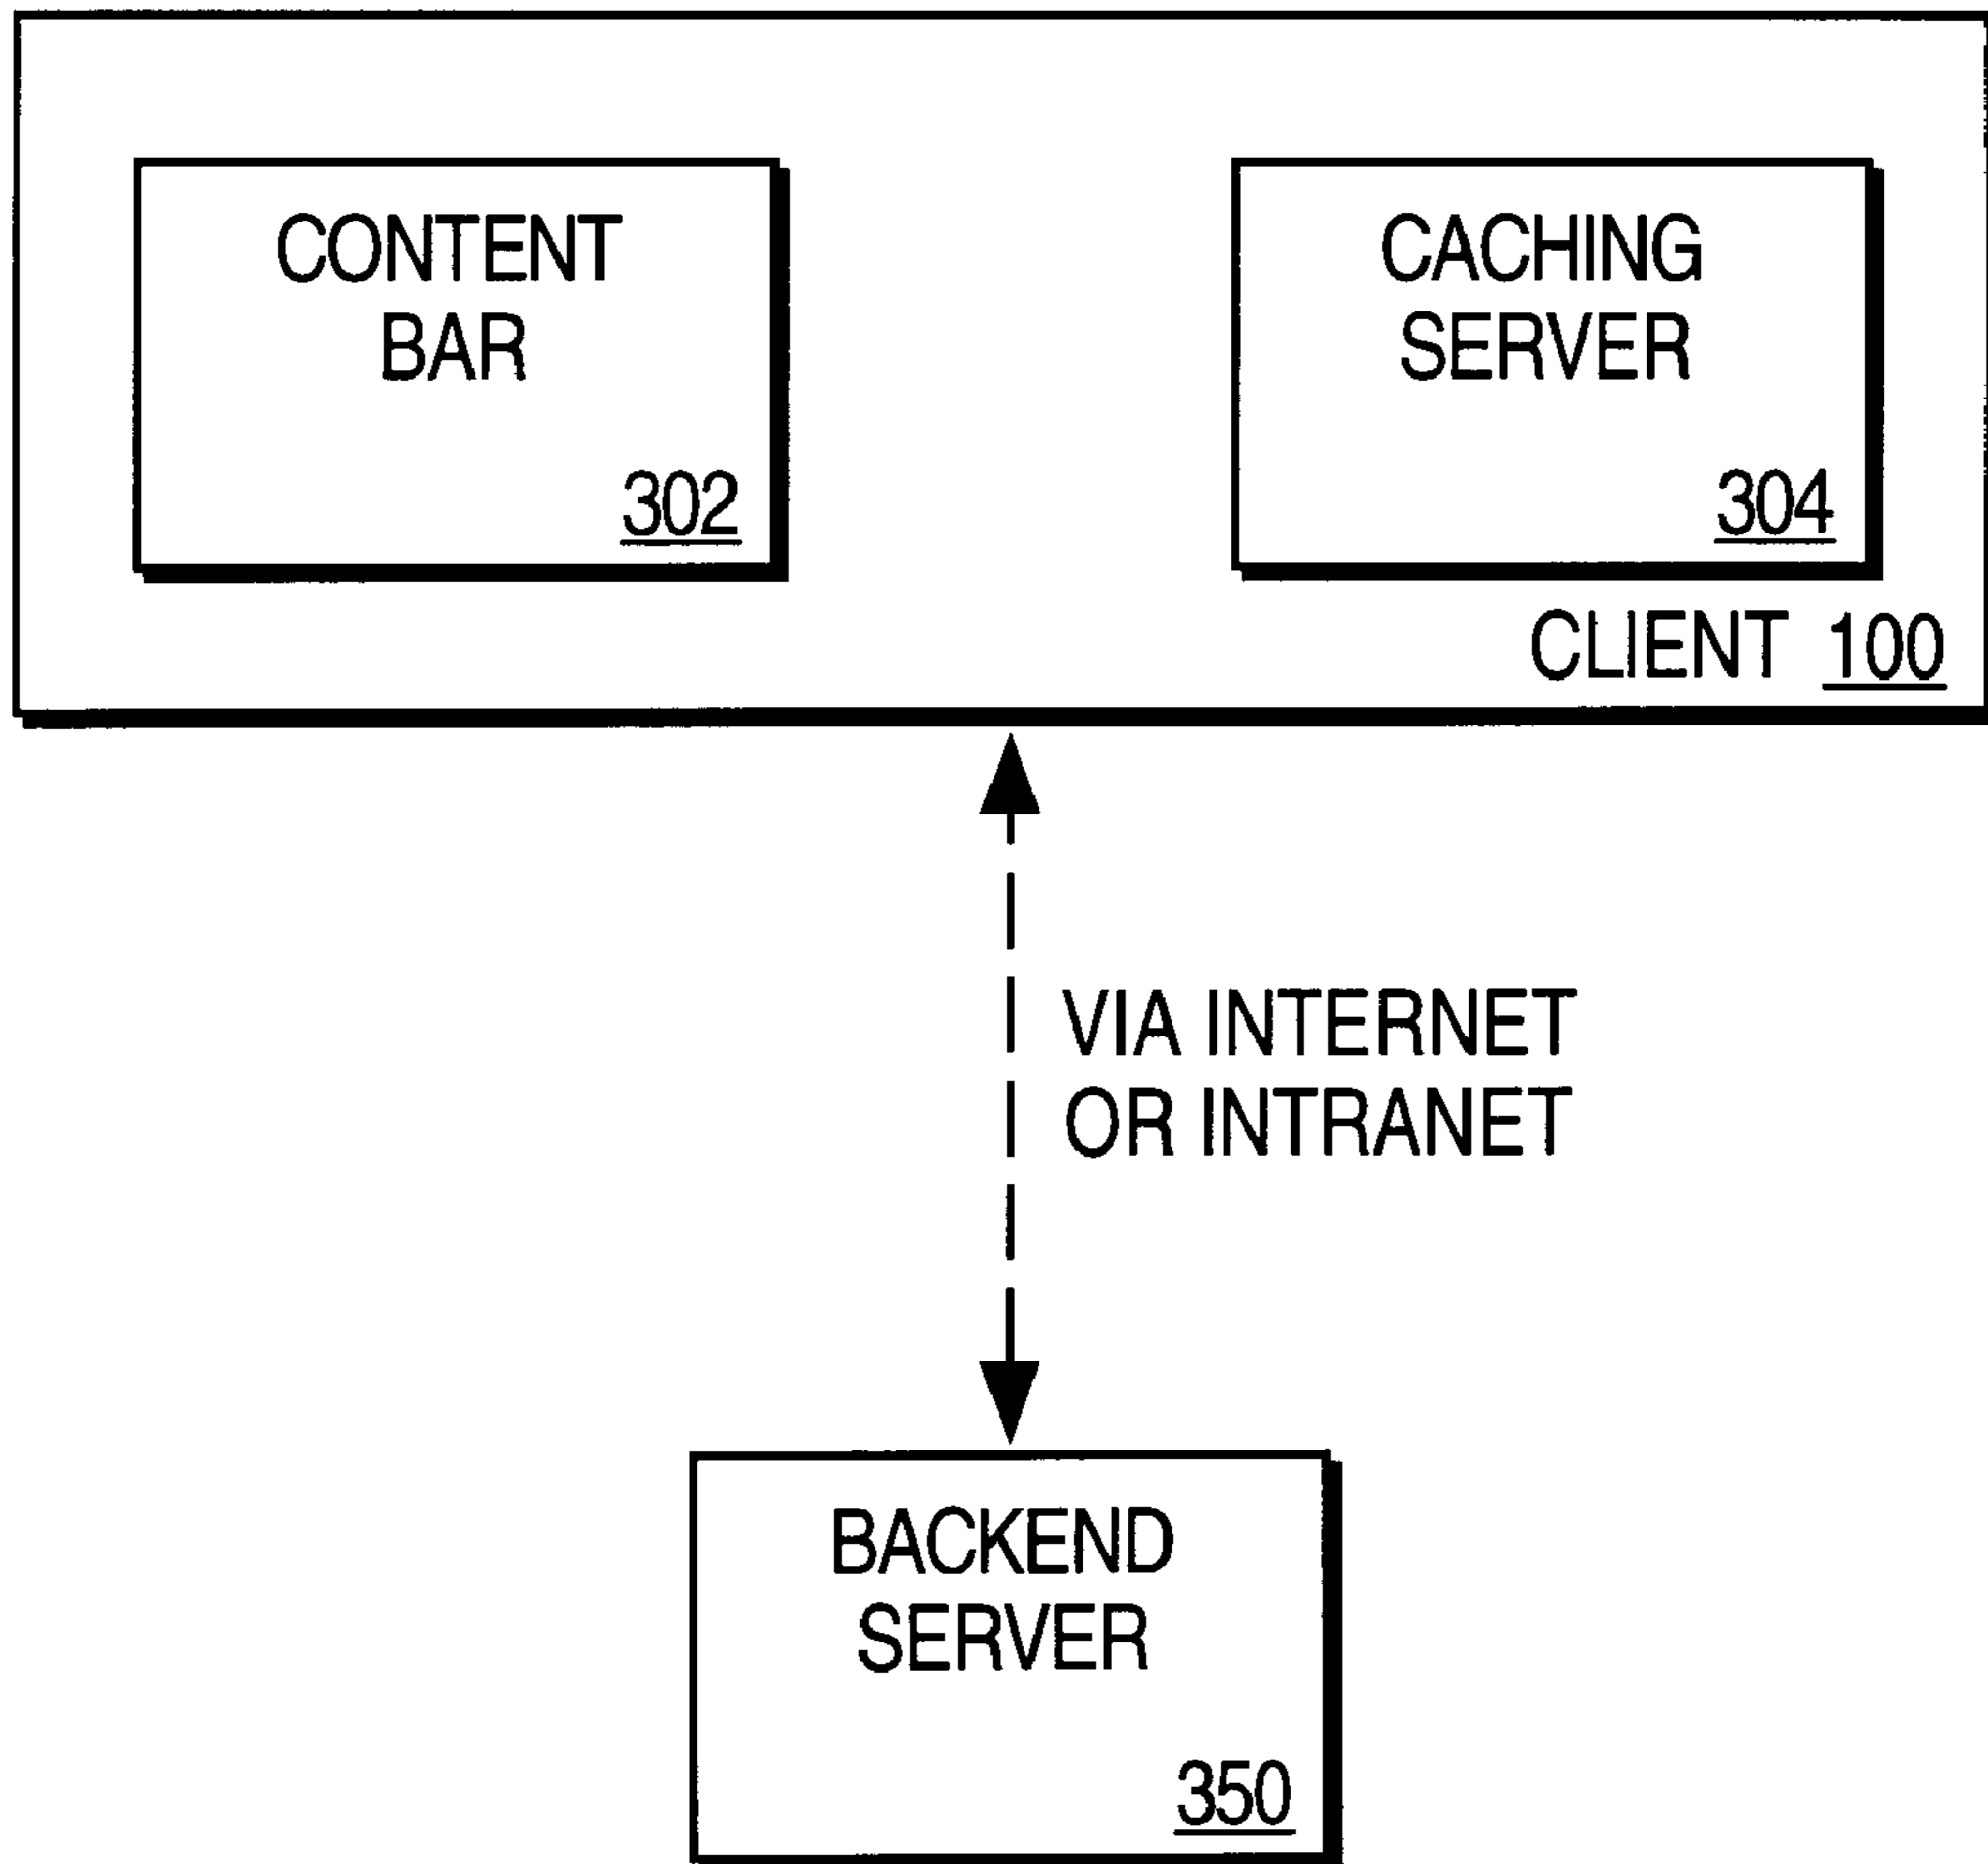 CONTENT
BAR
302
CACHING
SERVER
304
CLIENT 100
VIA INTERNET
OR INTRANET
BACKEND
SERVER
350